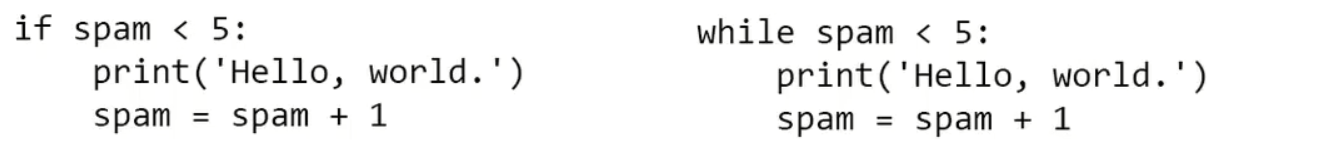 if spam < 5:
    print('Hello, world.')
    spam = spam + 1
while spam < 5:
    print('Hello, world.')
    spam = spam + 1